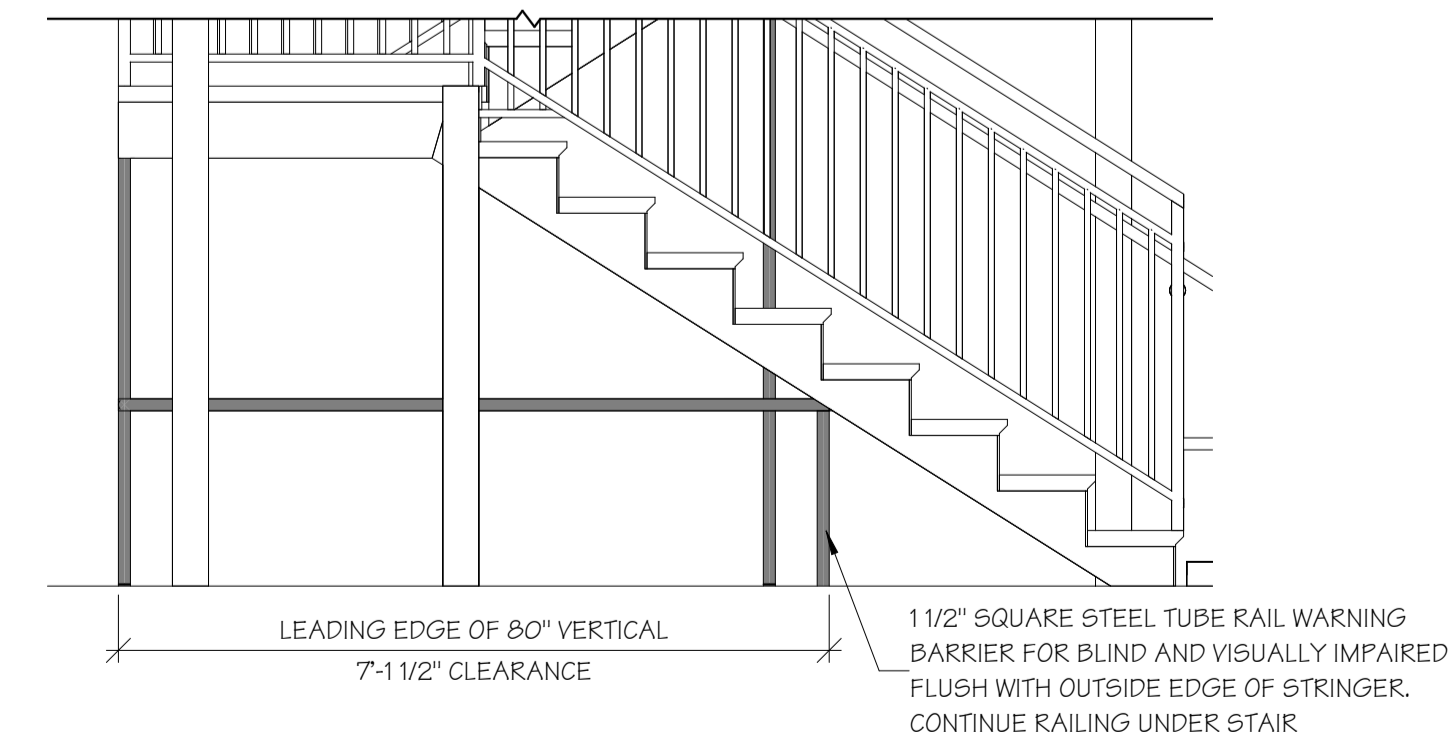 LEADING EDGE OF 80" VERTICAL
7'-1 1/2" CLEARANCE
1 1/2" SQUARE STEEL TUBE RAIL WARNING
BARRIER FOR BLIND AND VISUALLY IMPAIRED
FLUSH WITH OUTSIDE EDGE OF STRINGER.
CONTINUE RAILING UNDER STAIR